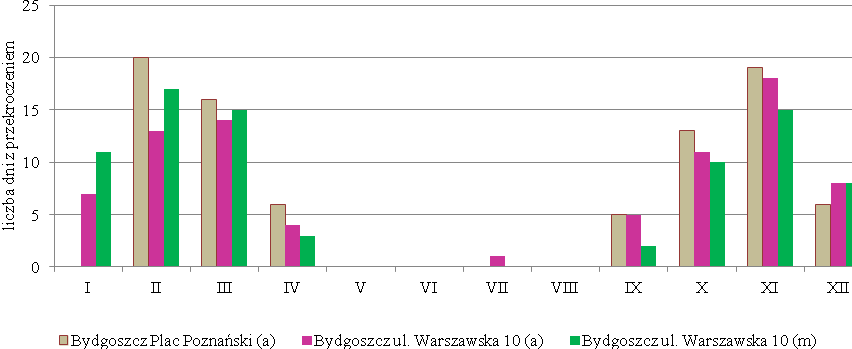 25
20
15
10
5
0
liczba dni z przekroczeniem
I II III IV V VI VII VIII IX X XI XII
Bydgoszcz Plac Poznański (a) Bydgoszcz ul. Warszawska 10 (a) Bydgoszcz ul. Warszawska 10 (m)